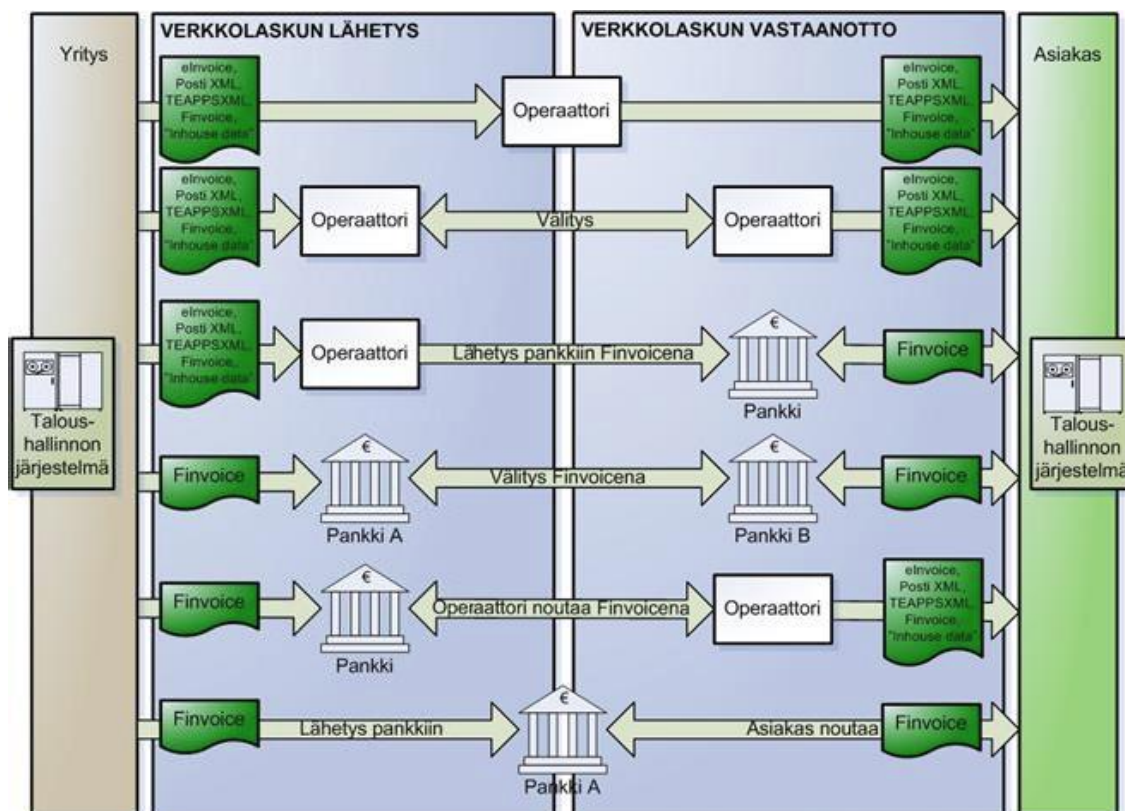 Yritys
VERKKOLASKUN LÄHETYS
VERKKOLASKUN VASTAANOTTO
Asiakas
eInvoice,
Posti XML,
TEAPPSXML,
Finvoice,
"Inhouse data"
Operaattori
eInvoice,
Posti XML,
TEAPPSXML,
Finvoice,
"Inhouse data"
eInvoice,
Posti XML,
TEAPPSXML,
Finvoice,
"Inhouse data"
Operaattori
Välitys
Operaattori
eInvoice,
Posti XML,
TEAPPSXML,
Finvoice,
"Inhouse data"
eInvoice,
Posti XML,
TEAPPSXML,
Finvoice,
"Inhouse data"
Operaattori
Lähetys pankkiin Finvoicena
€
Pankki
Finvoice
Talous-
hallinnon
järjestelmä
Talous-
hallinnon
järjestelmä
Finvoice
€
Pankki A
Välitys Finvoicena
€
Pankki B
Finvoice
Finvoice
€
Pankki
Operaattori noutaa Finvoicena
Operaattori
eInvoice,
Posti XML,
TEAPPSXML,
Finvoice,
"Inhouse data"
Finvoice
Lähetys pankkiin
€
Pankki A
Asiakas noutaa
Finvoice